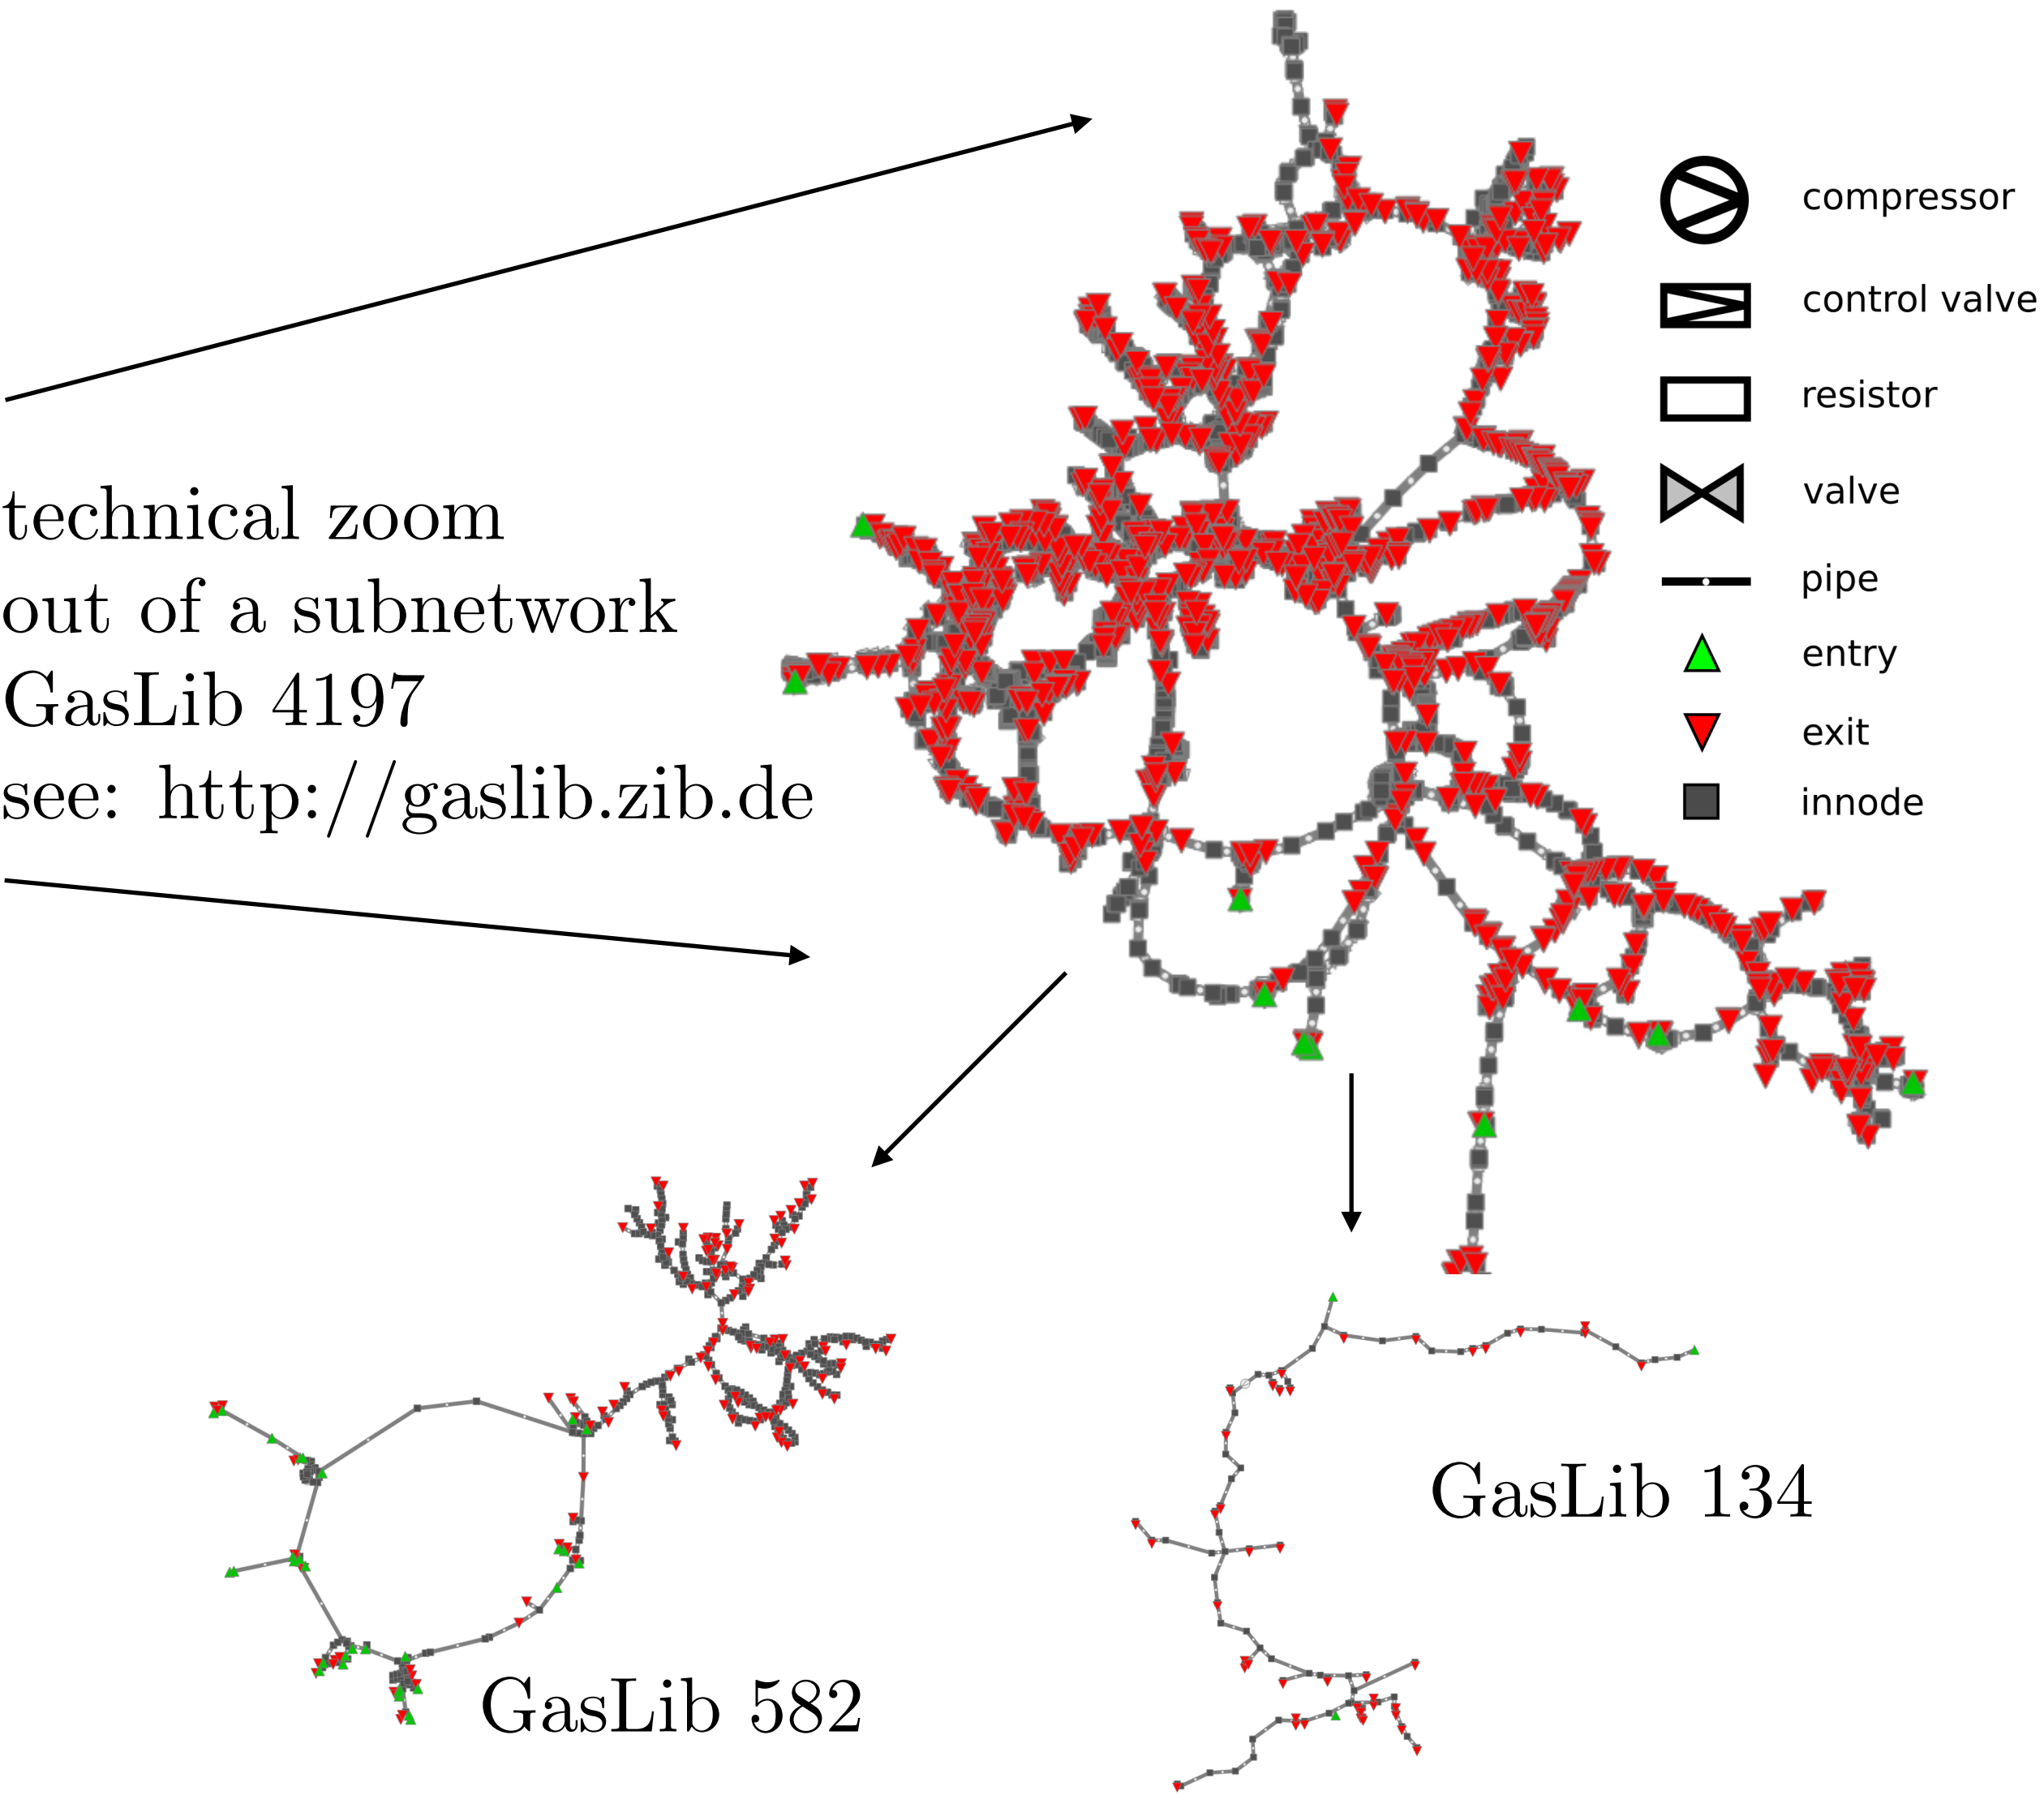 compressor
control valve
resistor
valve
pipe
entry
exit
innode
technical zoom
out of a subnetwork
GasLib 4197
see: http://gaslib.zib.de
GasLib 134
GasLib 582